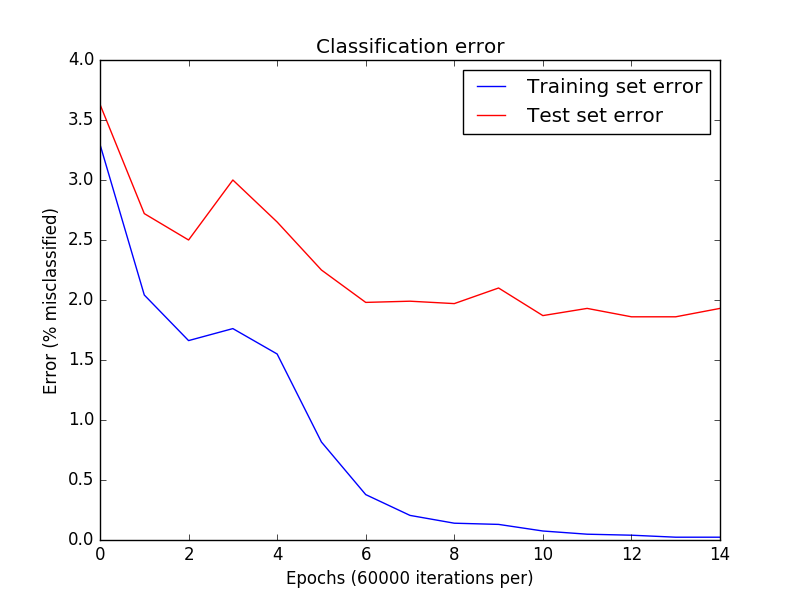 Classification error
Training set error
Test set error
4.0
3.5
3.0
2.5
2.0
1.5
1.0
0.5
0.0
Error (% misclassified)
0 2 4 6 8 10 12 14
Epochs (60000 iterations per)